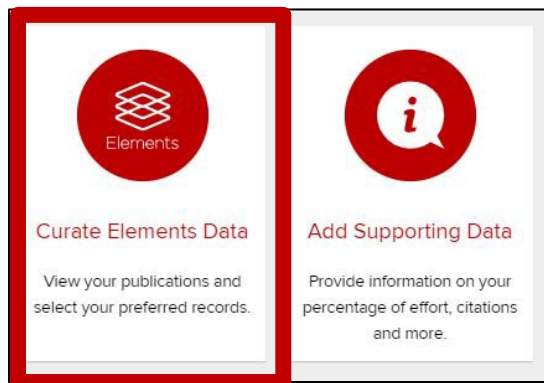 Elements
Curate Elements Data
View your publications and
select your preferred records.
i
Add Supporting Data
Provide information on your
percentage of effort, citations
and more.